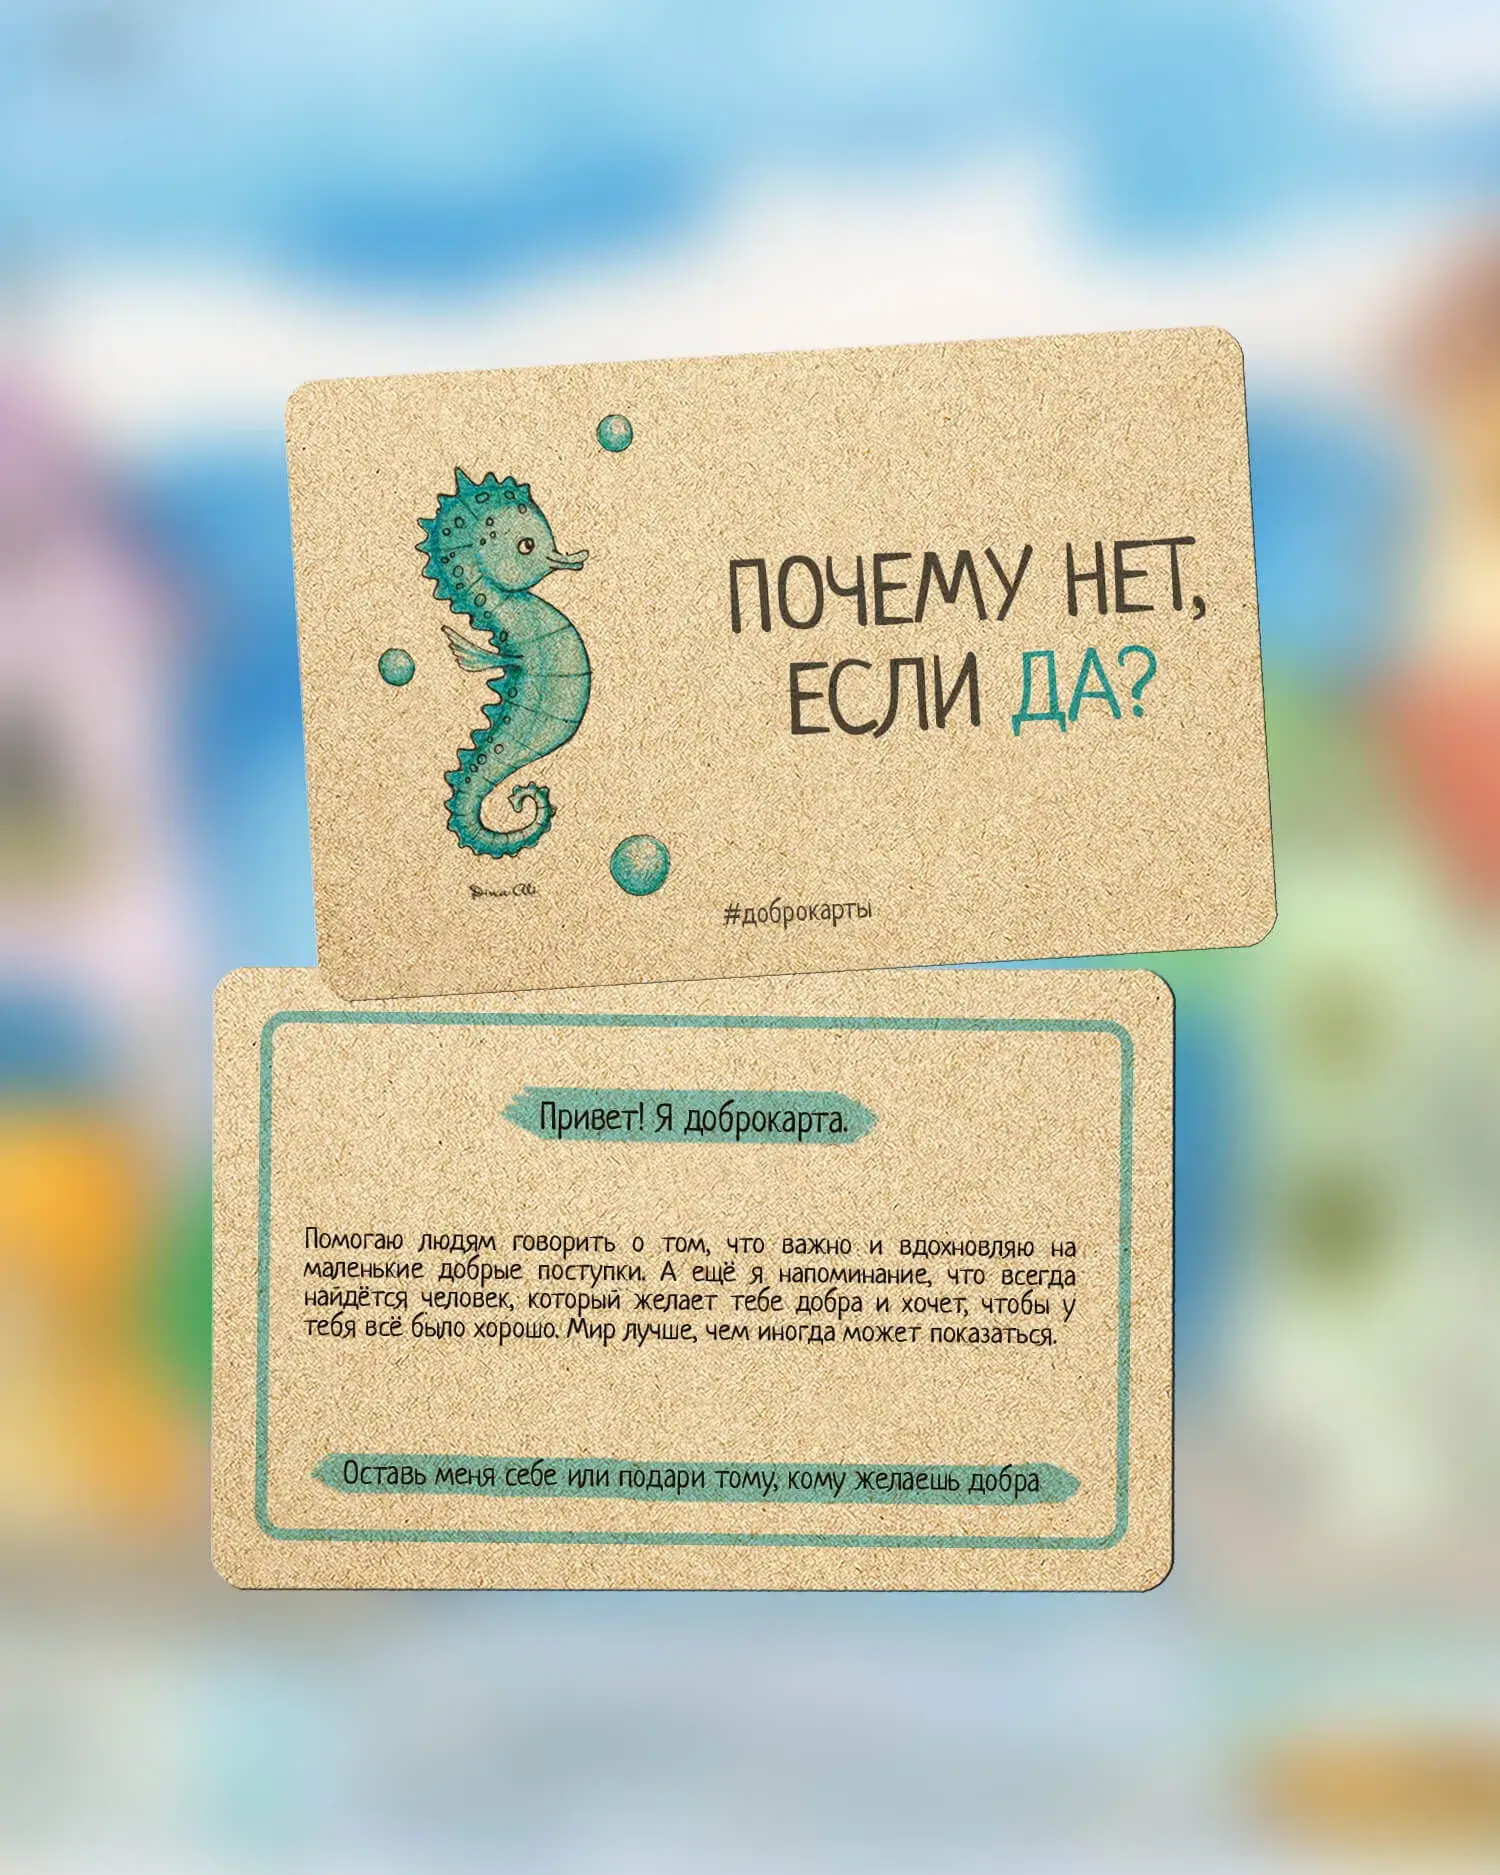 ПОЧЕМУ НЕТ,
ЕСЛИ ДА?
Dina Ali
#доброкарты
Привет! Я доброкарта.
Помогаю людям говорить о том, что важно и вдохновляю на
маленькие добрые поступки. А ещё я напоминание, что всегда
найдётся человек, который желает тебе добра и хочет, чтобы у
тебя всё было хорошо. Мир лучше, чем иногда может показаться.
Оставь меня себе или подари тому, кому желаешь добра